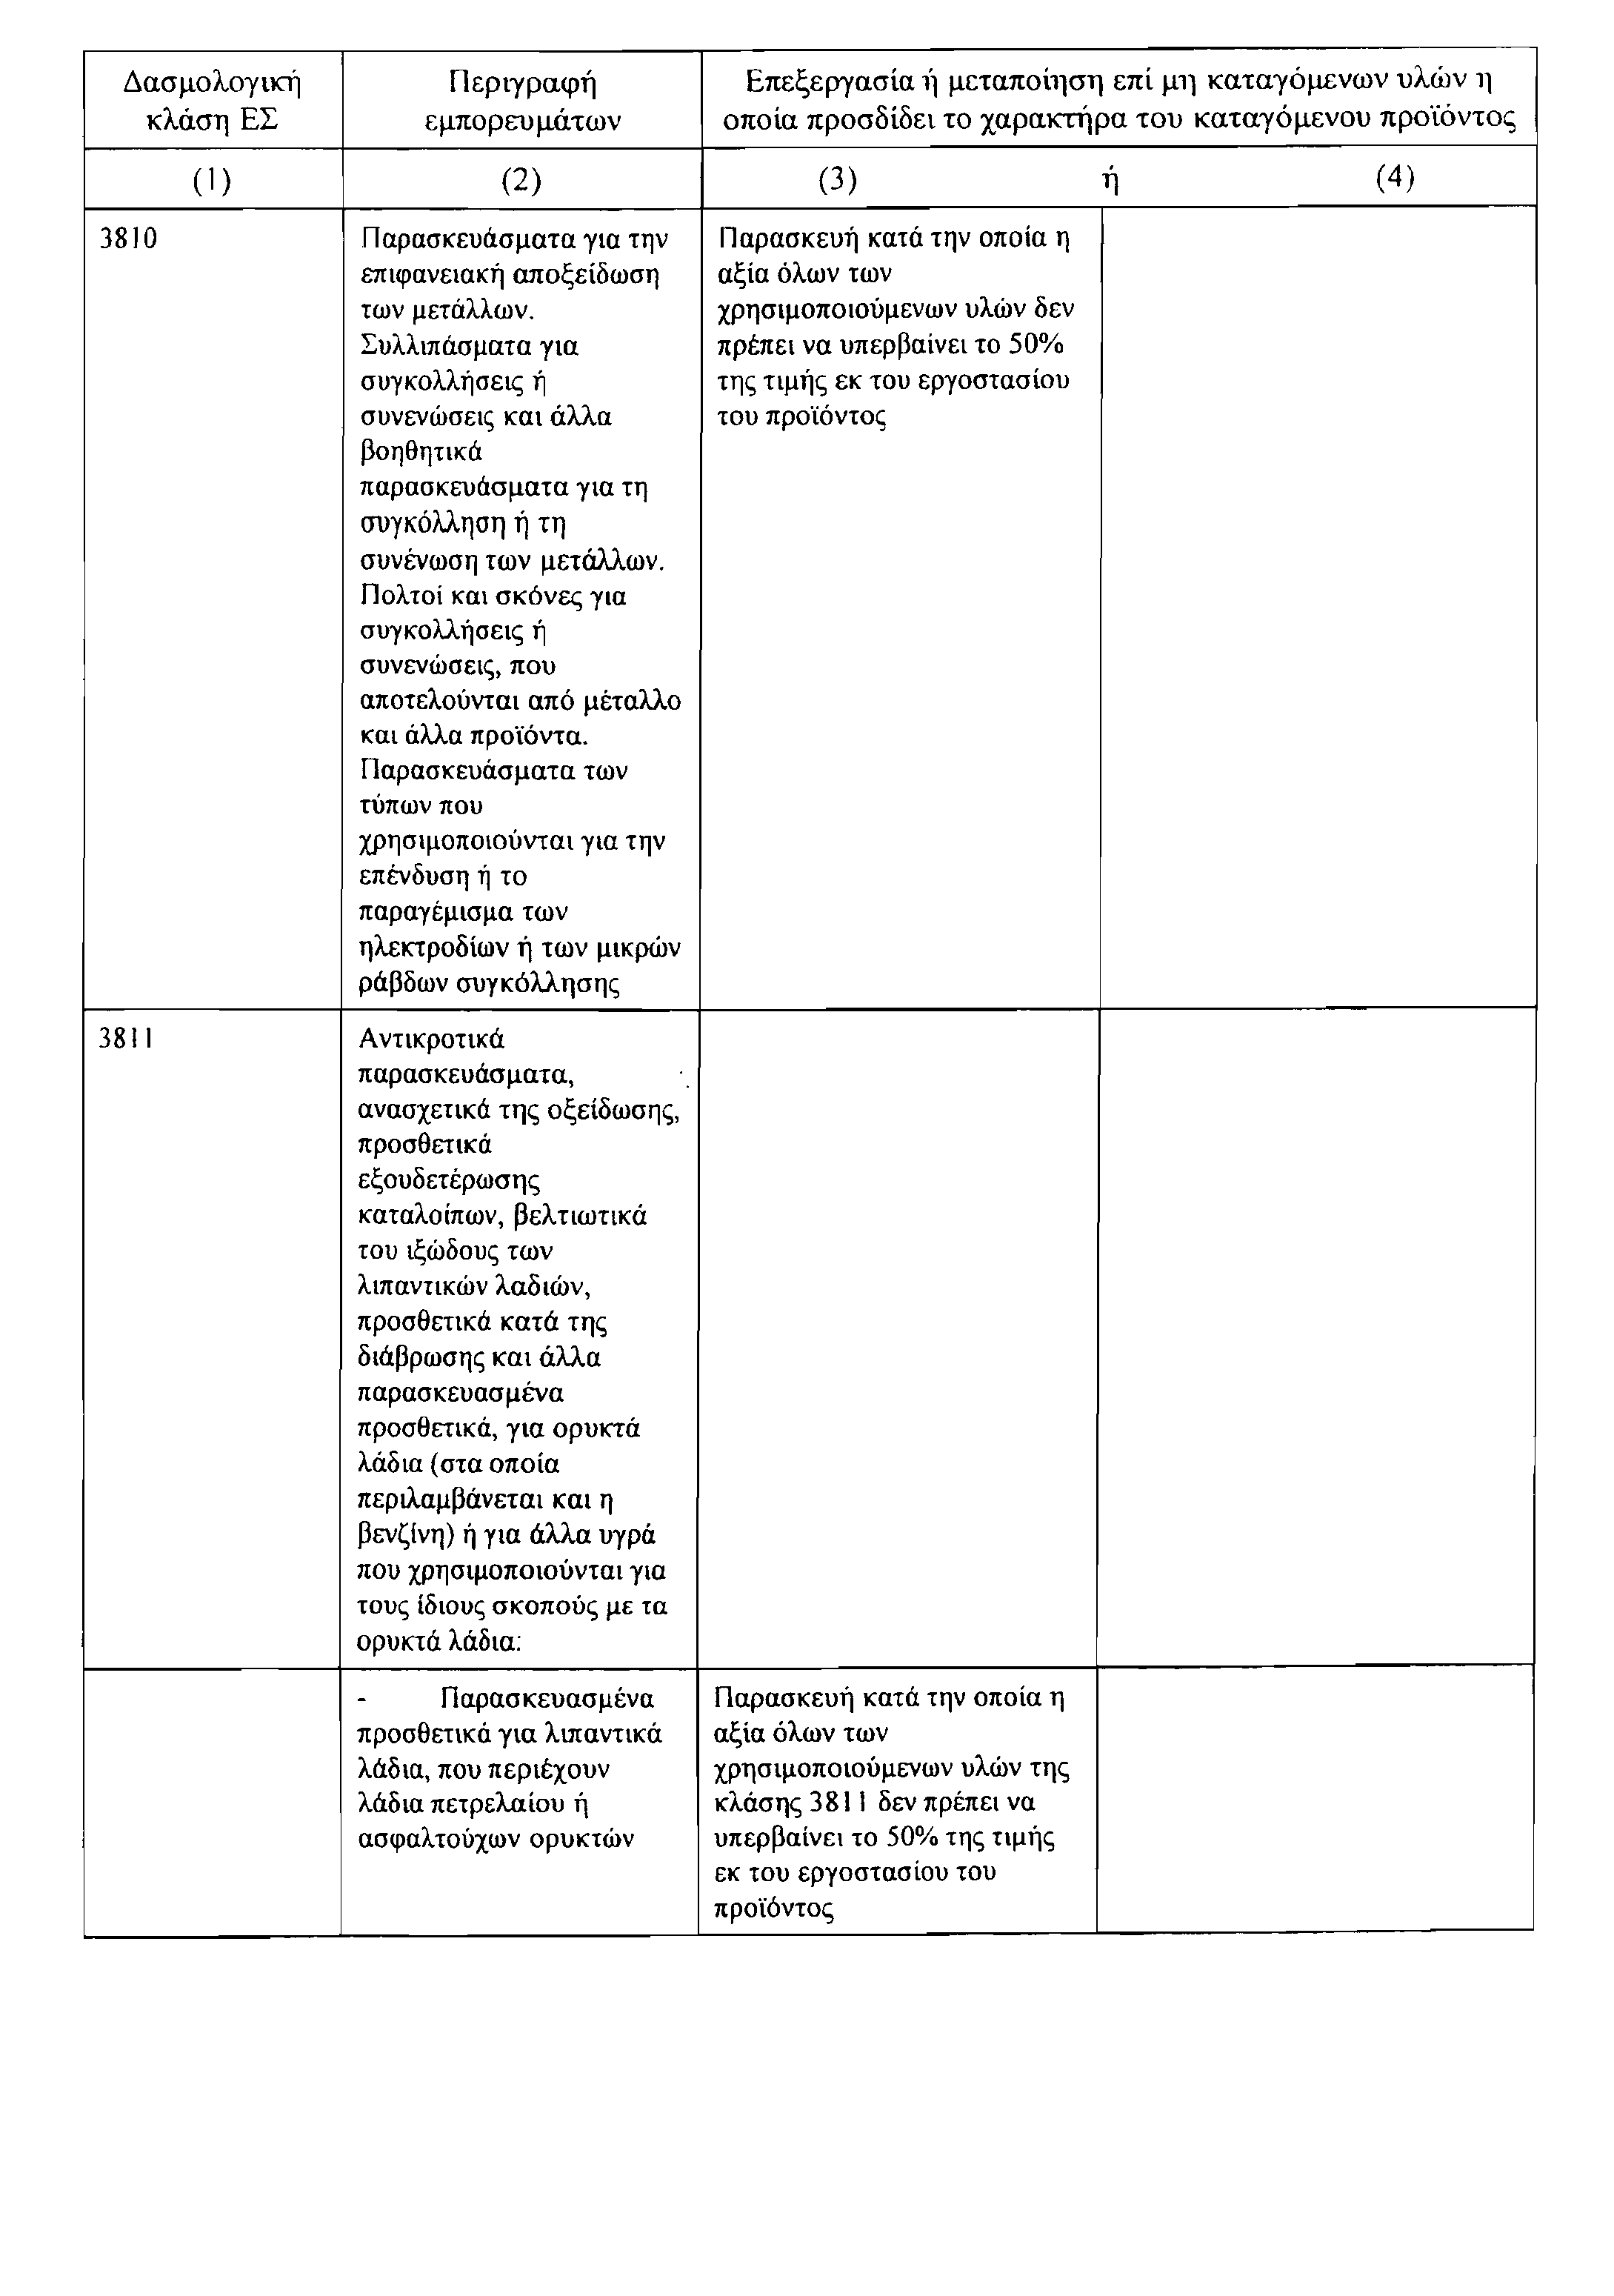 Δασμολογική
κλάση ΕΣ
Περιγραφή
εμπορευμάτων
Επεξεργασία ή μεταποίηση επί μη καταγόμενων υλών η
οποία προσδίδει το χαρακτήρα του καταγόμενου προϊόντος
(1)
(2)
(3) ή (4)
3810
Παρασκευάσματα για την
επιφανειακή αποξείδωση
των μετάλλων.
Συλλιπάσματα για
συγκολλήσεις ή
συνενώσεις και άλλα
βοηθητικά
παρασκευάσματα για τη
συγκόλληση ή τη
συνένωση των μετάλλων.
Πολτοί και σκόνες για
συγκολλήσεις ή
συνενώσεις, που
αποτελούνται από μέταλλο
και άλλα προϊόντα.
Παρασκευάσματα των
τύπων που
χρησιμοποιούνται για την
επένδυση ή το
παραγέμισμα των
ηλεκτροδίων ή των μικρών
ράβδων συγκόλλησης
Παρασκευή κατά την οποία η
αξία όλων των
χρησιμοποιούμενων υλών δεν
πρέπει να υπερβαίνει το 50%
της τιμής εκ του εργοστασίου
του προϊόντος
3811
Αντικροτικά
παρασκευάσματα,
ανασχετικά της οξείδωσης,
προσθετικά
εξουδετέρωσης
καταλοίπων, βελτιωτικά
του ιξώδους των
λιπαντικών λαδιών,
προσθετικά κατά της
διάβρωσης και άλλα
παρασκευασμένα
προσθετικά, για ορυκτά
λάδια (στα οποία
περιλαμβάνεται και η
βενζίνη) ή για άλλα υγρά
που χρησιμοποιούνται για
τους ίδιους σκοπούς με τα
ορυκτά λάδια:
- Παρασκευασμένα
προσθετικά για λιπαντικά
λάδια, που περιέχουν
λάδια πετρελαίου ή
ασφαλτούχων ορυκτών
Παρασκευή κατά την οποία η
αξία όλων των
χρησιμοποιούμενων υλών της
κλάσης 3811 δεν πρέπει να
υπερβαίνει το 50% της τιμής
εκ του εργοστασίου του
προϊόντος